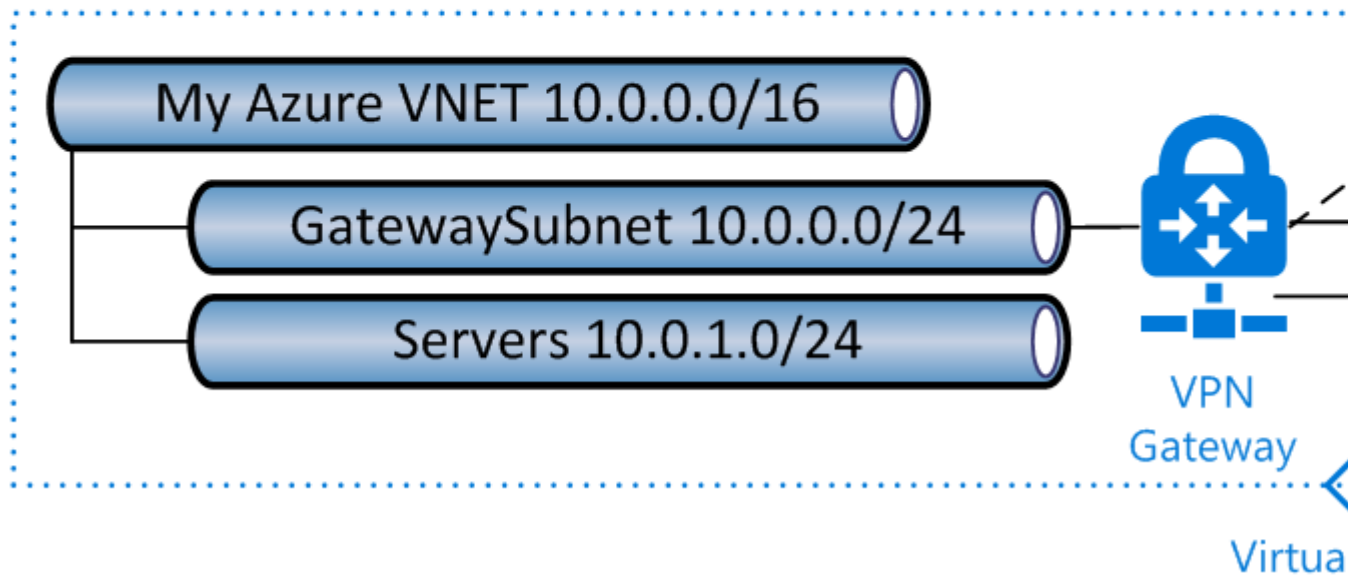 My Azure VNET 10.0.0.0/16
GatewaySubnet 10.0.0.0/24
Servers 10.0.1.0/24
VPN
Gateway
Virtua